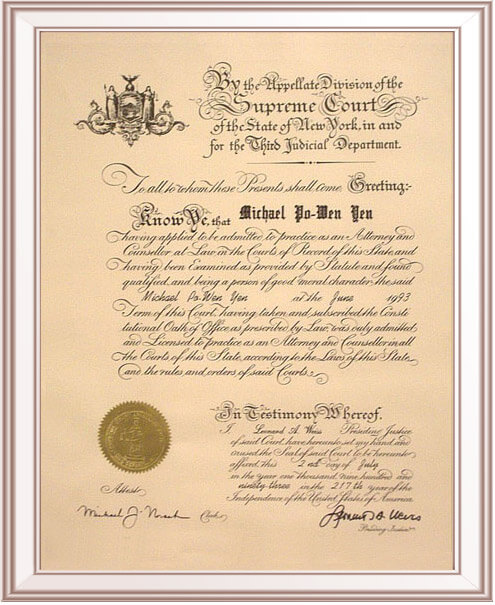 By the Appellate Division of the
Supreme Court
of the State of New York, in and
for the Third Judicial Department.
To all to whom these Presents shall come Greeting:-
Know Ye, that Michael Po-Wen Yen
having applied to be admitted to practice as an Attorney and
Counsellor at Law in the Courts of Record of this State, and
having been Examined as provided by Statute and found
qualified, and being a person of good moral character the said
Michael Po-Wen Yen at the June 1993
Term of this Court, having taken and subscribed the Consti
tutional Oath of Office as prescribed by Law, was duly admitted
and Licensed to practice as an Attorney and Counsellor in all
the Courts of this State, according to the Laws of this State
and the rules and orders of said Courts.
In Testimony Whereof.
I, Leonard A. Weiss Presiding Justice
of said Court, have hereunto set my hand, and
caused the Seal of said Court to be hereunto
affixed, this 2nd day of July
in the year one thousand nine hundred and
ninety-three in the 217th year of the
Independence of the United States of America.
Attest
Michael J. Clerk
Leonard A. Weiss
Presiding Justice